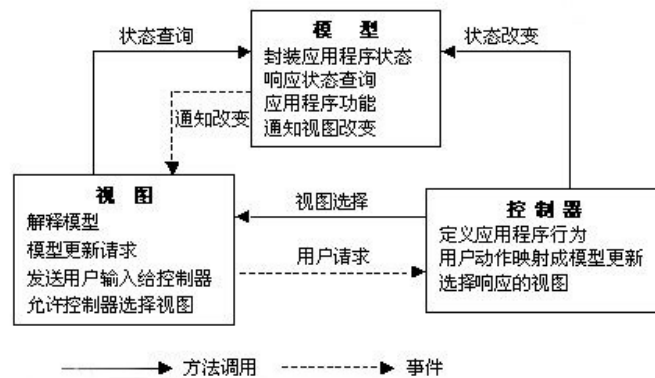 模 型
封装应用程序状态
响应状态查询
应用程序功能
通知视图改变
状态查询
状态改变
通知改变
视 图
解释模型
模型更新请求
发送用户输入给控制器
允许控制器选择视图
视图选择
用户请求
控 制 器
定义应用程序行为
用户动作映射成模型更新
选择响应的视图
方法调用
事件